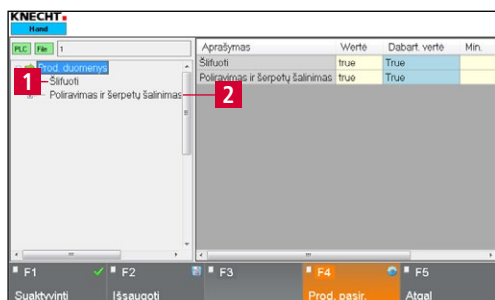 KNECHT
Hand
PLC File 1
Aprašymas Wertė Dabart. vertė Min.
Prod. duomenys
Šlifuoti
Poliravimas ir šerpetų šalinimas
1
2
Šlifuoti true True
Poliravimas ir šerpetų šalinimas true True
F1 F2 F3 F4 F5
Suaktyvinti Išsaugoti Prod. pasir. Atgal